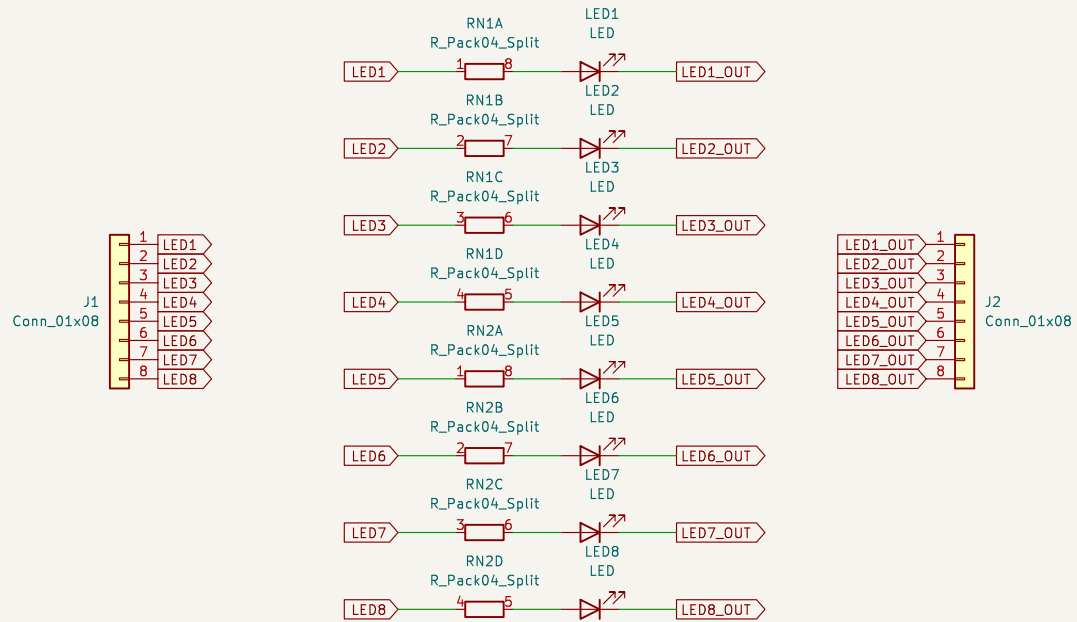 LED1
RN1A
LED
R_Pack04_Split
LED1 1 8 LED1_OUT
LED2
RN1B
LED
R_Pack04_Split
LED2 2 7 LED2_OUT
LED3
RN1C
LED
R_Pack04_Split
LED3 3 6 LED3_OUT
LED4
RN1D
LED
R_Pack04_Split
LED4 4 5 LED4_OUT
LED5
RN2A
LED
R_Pack04_Split
LED5 1 8 LED5_OUT
LED6
RN2B
LED
R_Pack04_Split
LED6 2 7 LED6_OUT
LED7
RN2C
LED
R_Pack04_Split
LED7 3 6 LED7_OUT
LED8
RN2D
LED
R_Pack04_Split
LED8 4 5 LED8_OUT
J1
Conn_01x08
1 LED1
2 LED2
3 LED3
4 LED4
5 LED5
6 LED6
7 LED7
8 LED8
LED1_OUT 1
LED2_OUT 2
LED3_OUT 3
LED4_OUT 4
LED5_OUT 5
LED6_OUT 6
LED7_OUT 7
LED8_OUT 8
J2
Conn_01x08